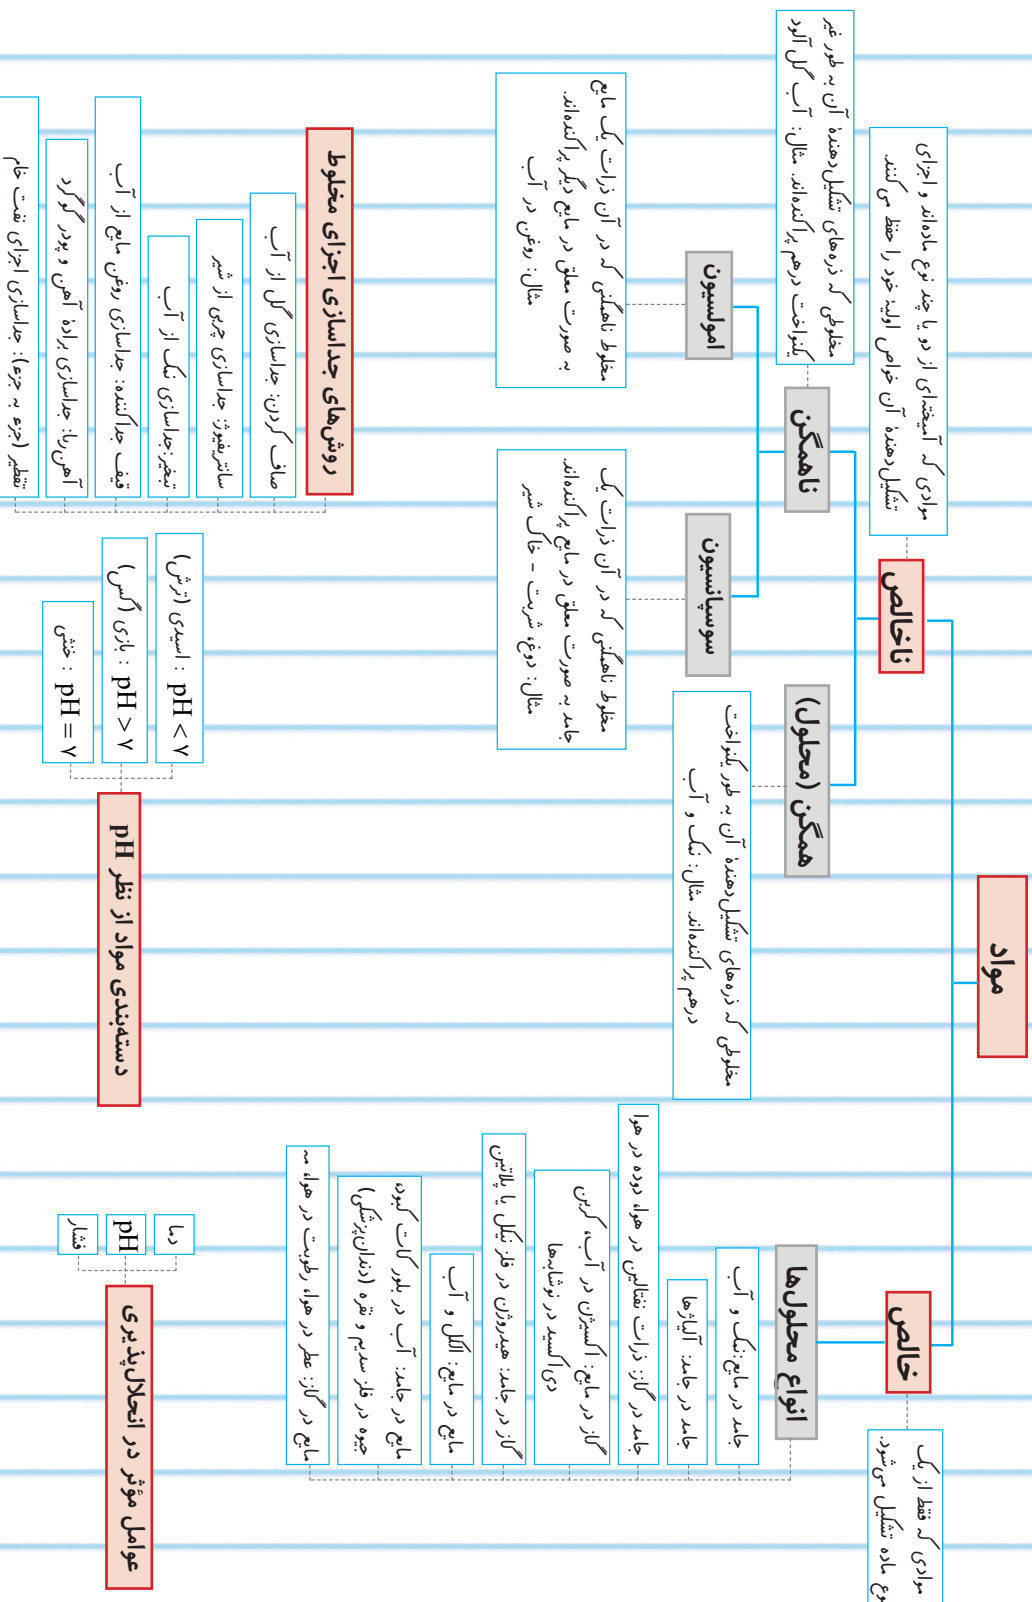 مواد
خالص
موادی که فقط از یک
نوع ماده تشکیل می‌شود.
ناخالص
موادی که آمیخته‌ای از دو یا چند نوع ماده‌اند و اجزای
تشکیل‌دهندهٔ آن خواص اولیهٔ خود را حفظ می‌کنند.
همگن (محلول)
مخلوطی که ذره‌های تشکیل‌دهندهٔ آن به طور یکنواخت
درهم پراکنده‌اند. مثال: نمک و آب
ناهمگن
مخلوطی که ذره‌های تشکیل‌دهندهٔ آن به طور غیر
یکنواخت درهم پراکنده‌اند. مثال: آب گل آلود
سوسپانسیون
مخلوط ناهمگنی که در آن ذرات یک
جامد به صورت معلق در مایع پراکنده‌اند.
مثال: دوغ، شربت - خاک شیر
امولسیون
مخلوط ناهمگنی که در آن ذرات یک مایع
به صورت معلق در مایع دیگر پراکنده‌اند.
مثال: روغن در آب
انواع محلول‌ها
جامد در مایع:نمک و آب
جامد در جامد: آلیاژها
جامد در گاز: ذرات نفتالین در هوا، دوده در هوا
گاز در مایع: اکسیژن در آب، کربن
دی‌اکسید در نوشابه‌ها
گاز در جامد: هیدروژن در فلز نیکل یا پلاتین
مایع در مایع: الکل و آب
مایع در جامد: آب در بلور کات کبود،
جیوه در فلز سدیم و نقره (دندان‌پزشکی)
مایع در گاز: عطر در هوا، رطوبت در هوا، مه
روش‌های جداسازی اجزای مخلوط
صاف کردن: جداسازی گل از آب
سانتریفیوژ: جداسازی چربی از شیر
تبخیر:جداسازی نمک از آب
قیف جداکننده: جداسازی روغن مایع از آب
آهن‌ربا: جداسازی برادهٔ آهن و پودر گوگرد
تقطیر (جزء به جزء): جداسازی اجزای نفت خام
دسته‌بندی مواد از نظر pH
pH < ۷ : اسیدی (ترش)
pH > ۷ : بازی (گس)
pH = ۷ : خنثی
عوامل مؤثر در انحلال‌پذیری
دما
pH
فشار